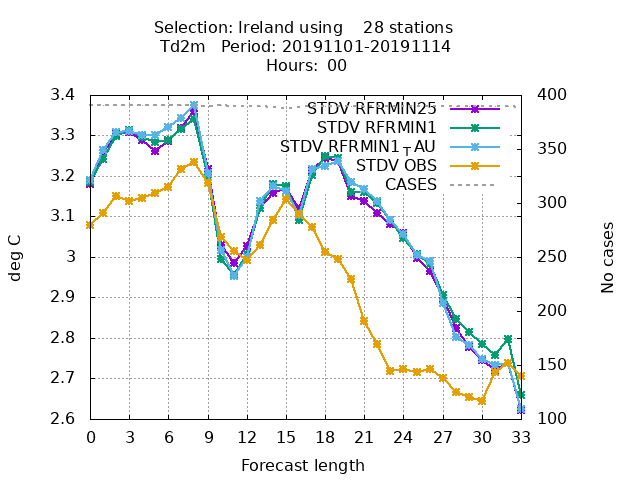 Selection: Ireland using    28 stations
Td2m   Period: 20191101-20191114
Hours:  00
3.4
3.3
3.2
3.1
3
2.9
2.8
2.7
2.6
deg C
400
350
300
250
200
150
100
No cases
STDV RFRMIN25
STDV RFRMIN1
STDV RFRMIN1┬AU
STDV OBS
CASES
0 3 6 9 12 15 18 21 24 27 30 33
Forecast length